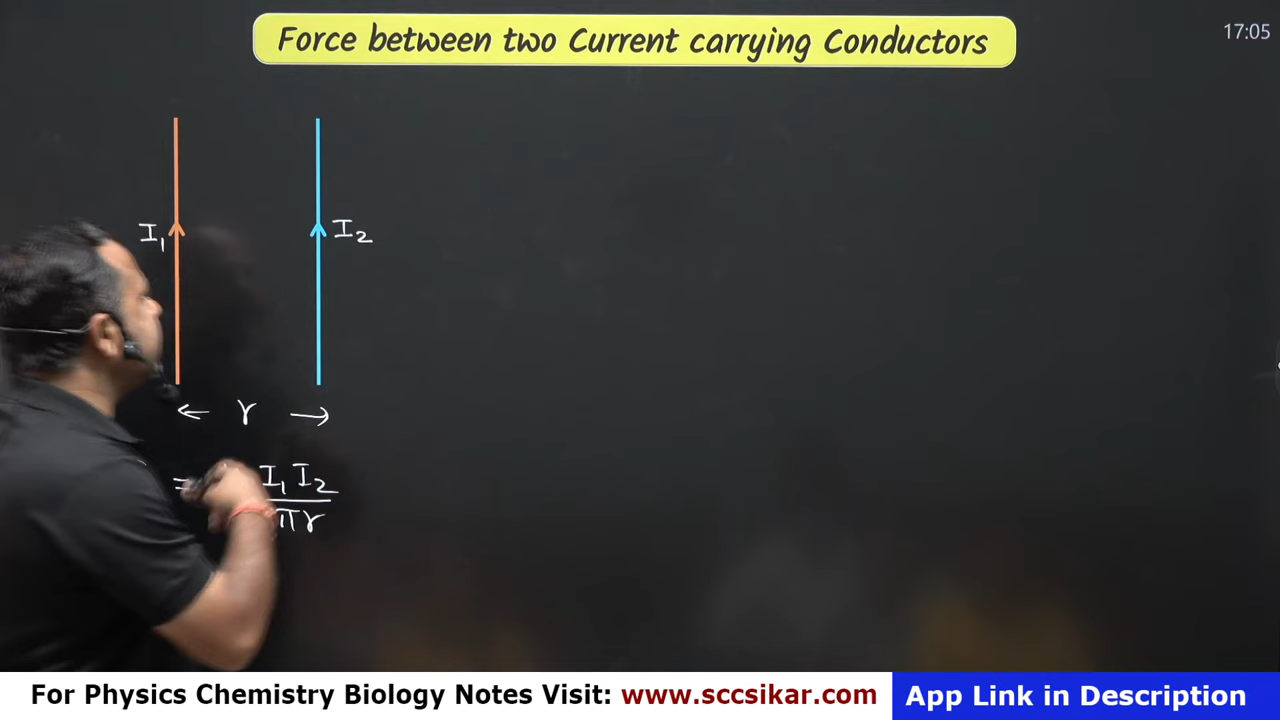 Force between two Current carrying Conductors
17:05
I₁
I₂
← r →
= I₁ I₂
πr
For Physics Chemistry Biology Notes Visit: www.sccsikar.com
App Link in Description